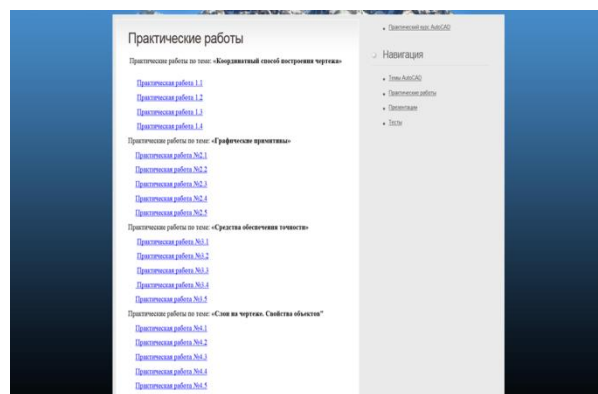 Практические работы
Практические работы по теме: «Координатный способ построения чертежа»
Практическая работа 1.1
Практическая работа 1.2
Практическая работа 1.3
Практическая работа 1.4
Практические работы по теме: «Графические примитивы»
Практическая работа №2.1
Практическая работа №2.2
Практическая работа №2.3
Практическая работа №2.4
Практическая работа №2.5
Практические работы по теме: «Средства обеспечения точности»
Практическая работа №3.1
Практическая работа №3.2
Практическая работа №3.3
Практическая работа №3.4
Практическая работа №3.5
Практические работы по теме: «Слои на чертеже. Свойства объектов"
Практическая работа №4.1
Практическая работа №4.2
Практическая работа №4.3
Практическая работа №4.4
Практическая работа №4.5
Практический курс AutoCAD
Навигация
Темы AutoCAD
Практические работы
Презентации
Тесты